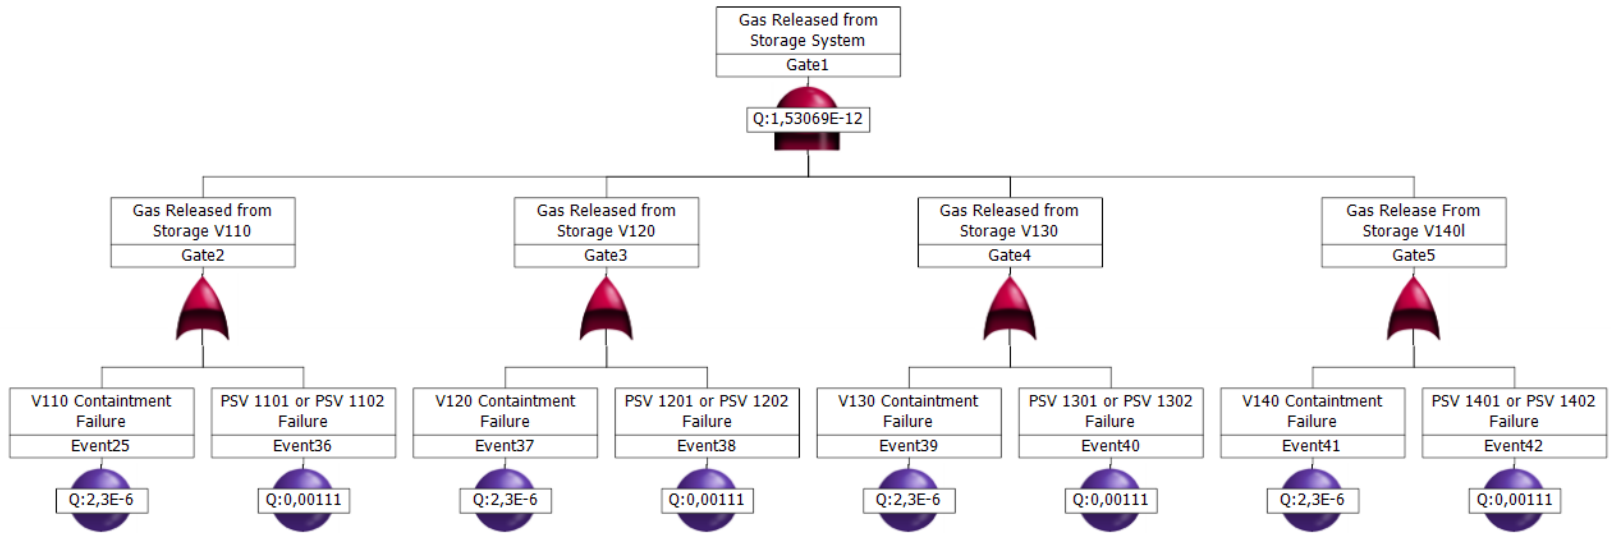 Gas Released from
Storage System
Gate1
Q:1,53069E-12
Gas Released from
Storage V110
Gate2
Gas Released from
Storage V120
Gate3
Gas Released from
Storage V130
Gate4
Gas Release From
Storage V140l
Gate5
V110 Containtment
Failure
Event25
Q:2,3E-6
PSV 1101 or PSV 1102
Failure
Event36
Q:0,00111
V120 Containtment
Failure
Event37
Q:2,3E-6
PSV 1201 or PSV 1202
Failure
Event38
Q:0,00111
V130 Containtment
Failure
Event39
Q:2,3E-6
PSV 1301 or PSV 1302
Failure
Event40
Q:0,00111
V140 Containtment
Failure
Event41
Q:2,3E-6
PSV 1401 or PSV 1402
Failure
Event42
Q:0,00111